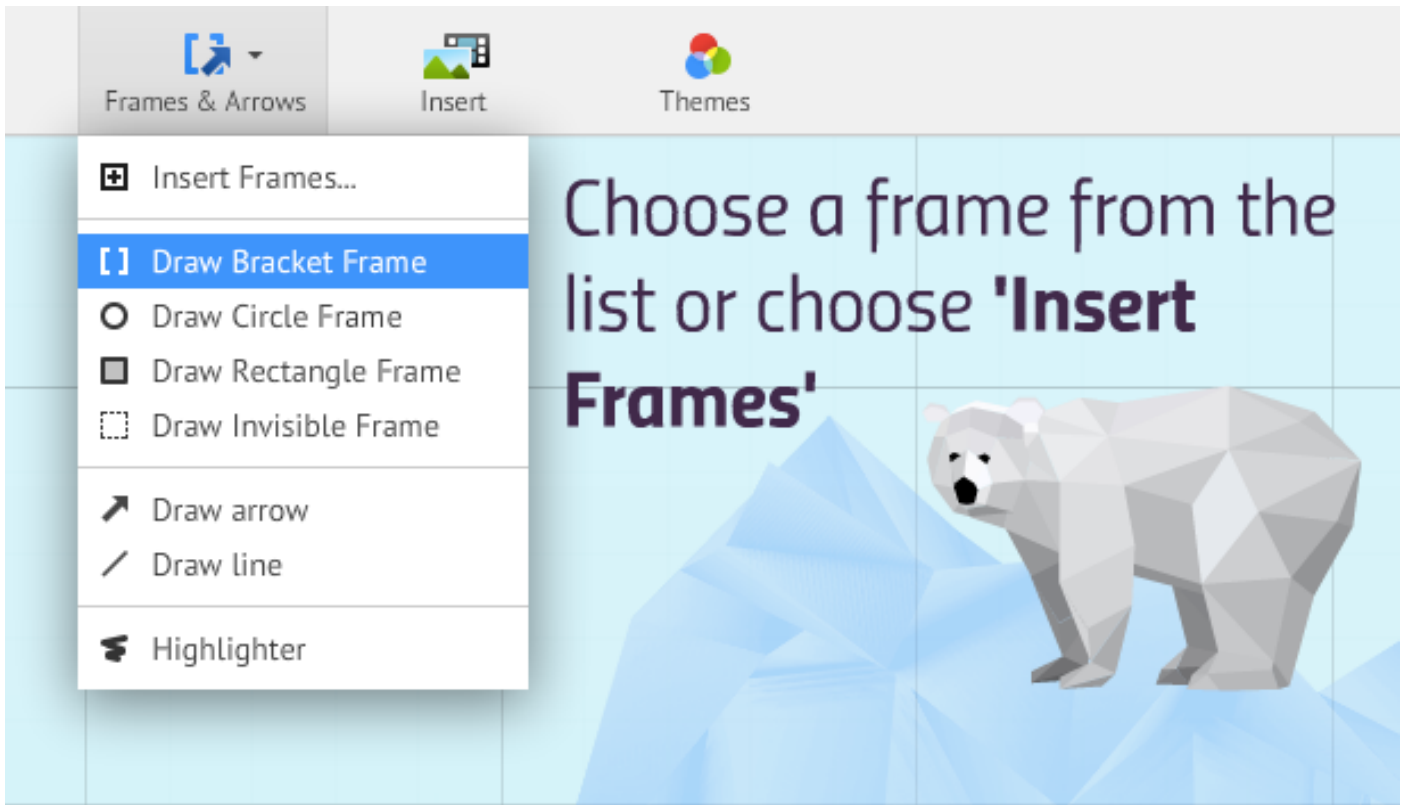 Frames & Arrows
Insert
Themes
Insert Frames...
Draw Bracket Frame
Draw Circle Frame
Draw Rectangle Frame
Draw Invisible Frame
Draw arrow
Draw line
Highlighter
Choose a frame from the
list or choose 'Insert
Frames'